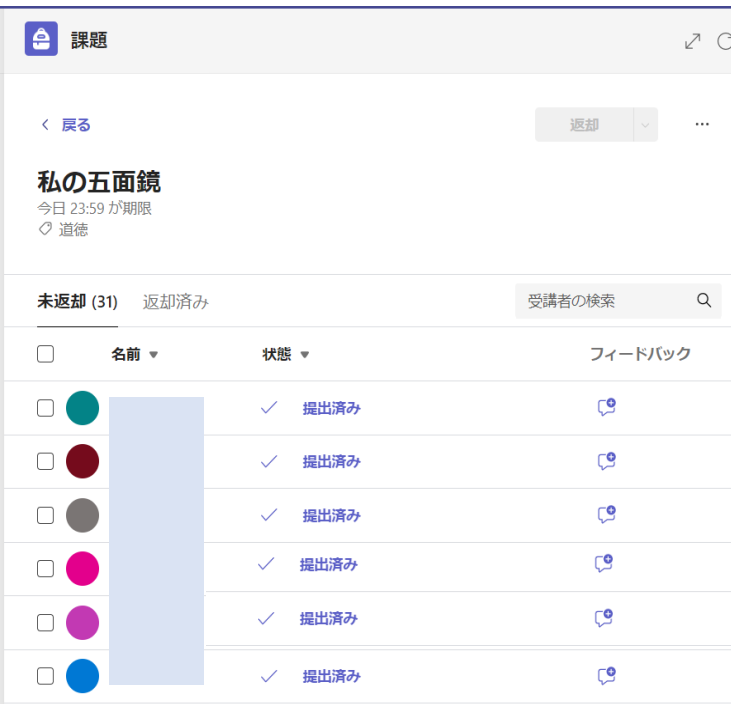 課題
戻る
返却
私の五面鏡
今日 23:59 が期限
道徳
未返却 (31) 返却済み 受講者の検索
名前 状態 フィードバック
提出済み
提出済み
提出済み
提出済み
提出済み
提出済み